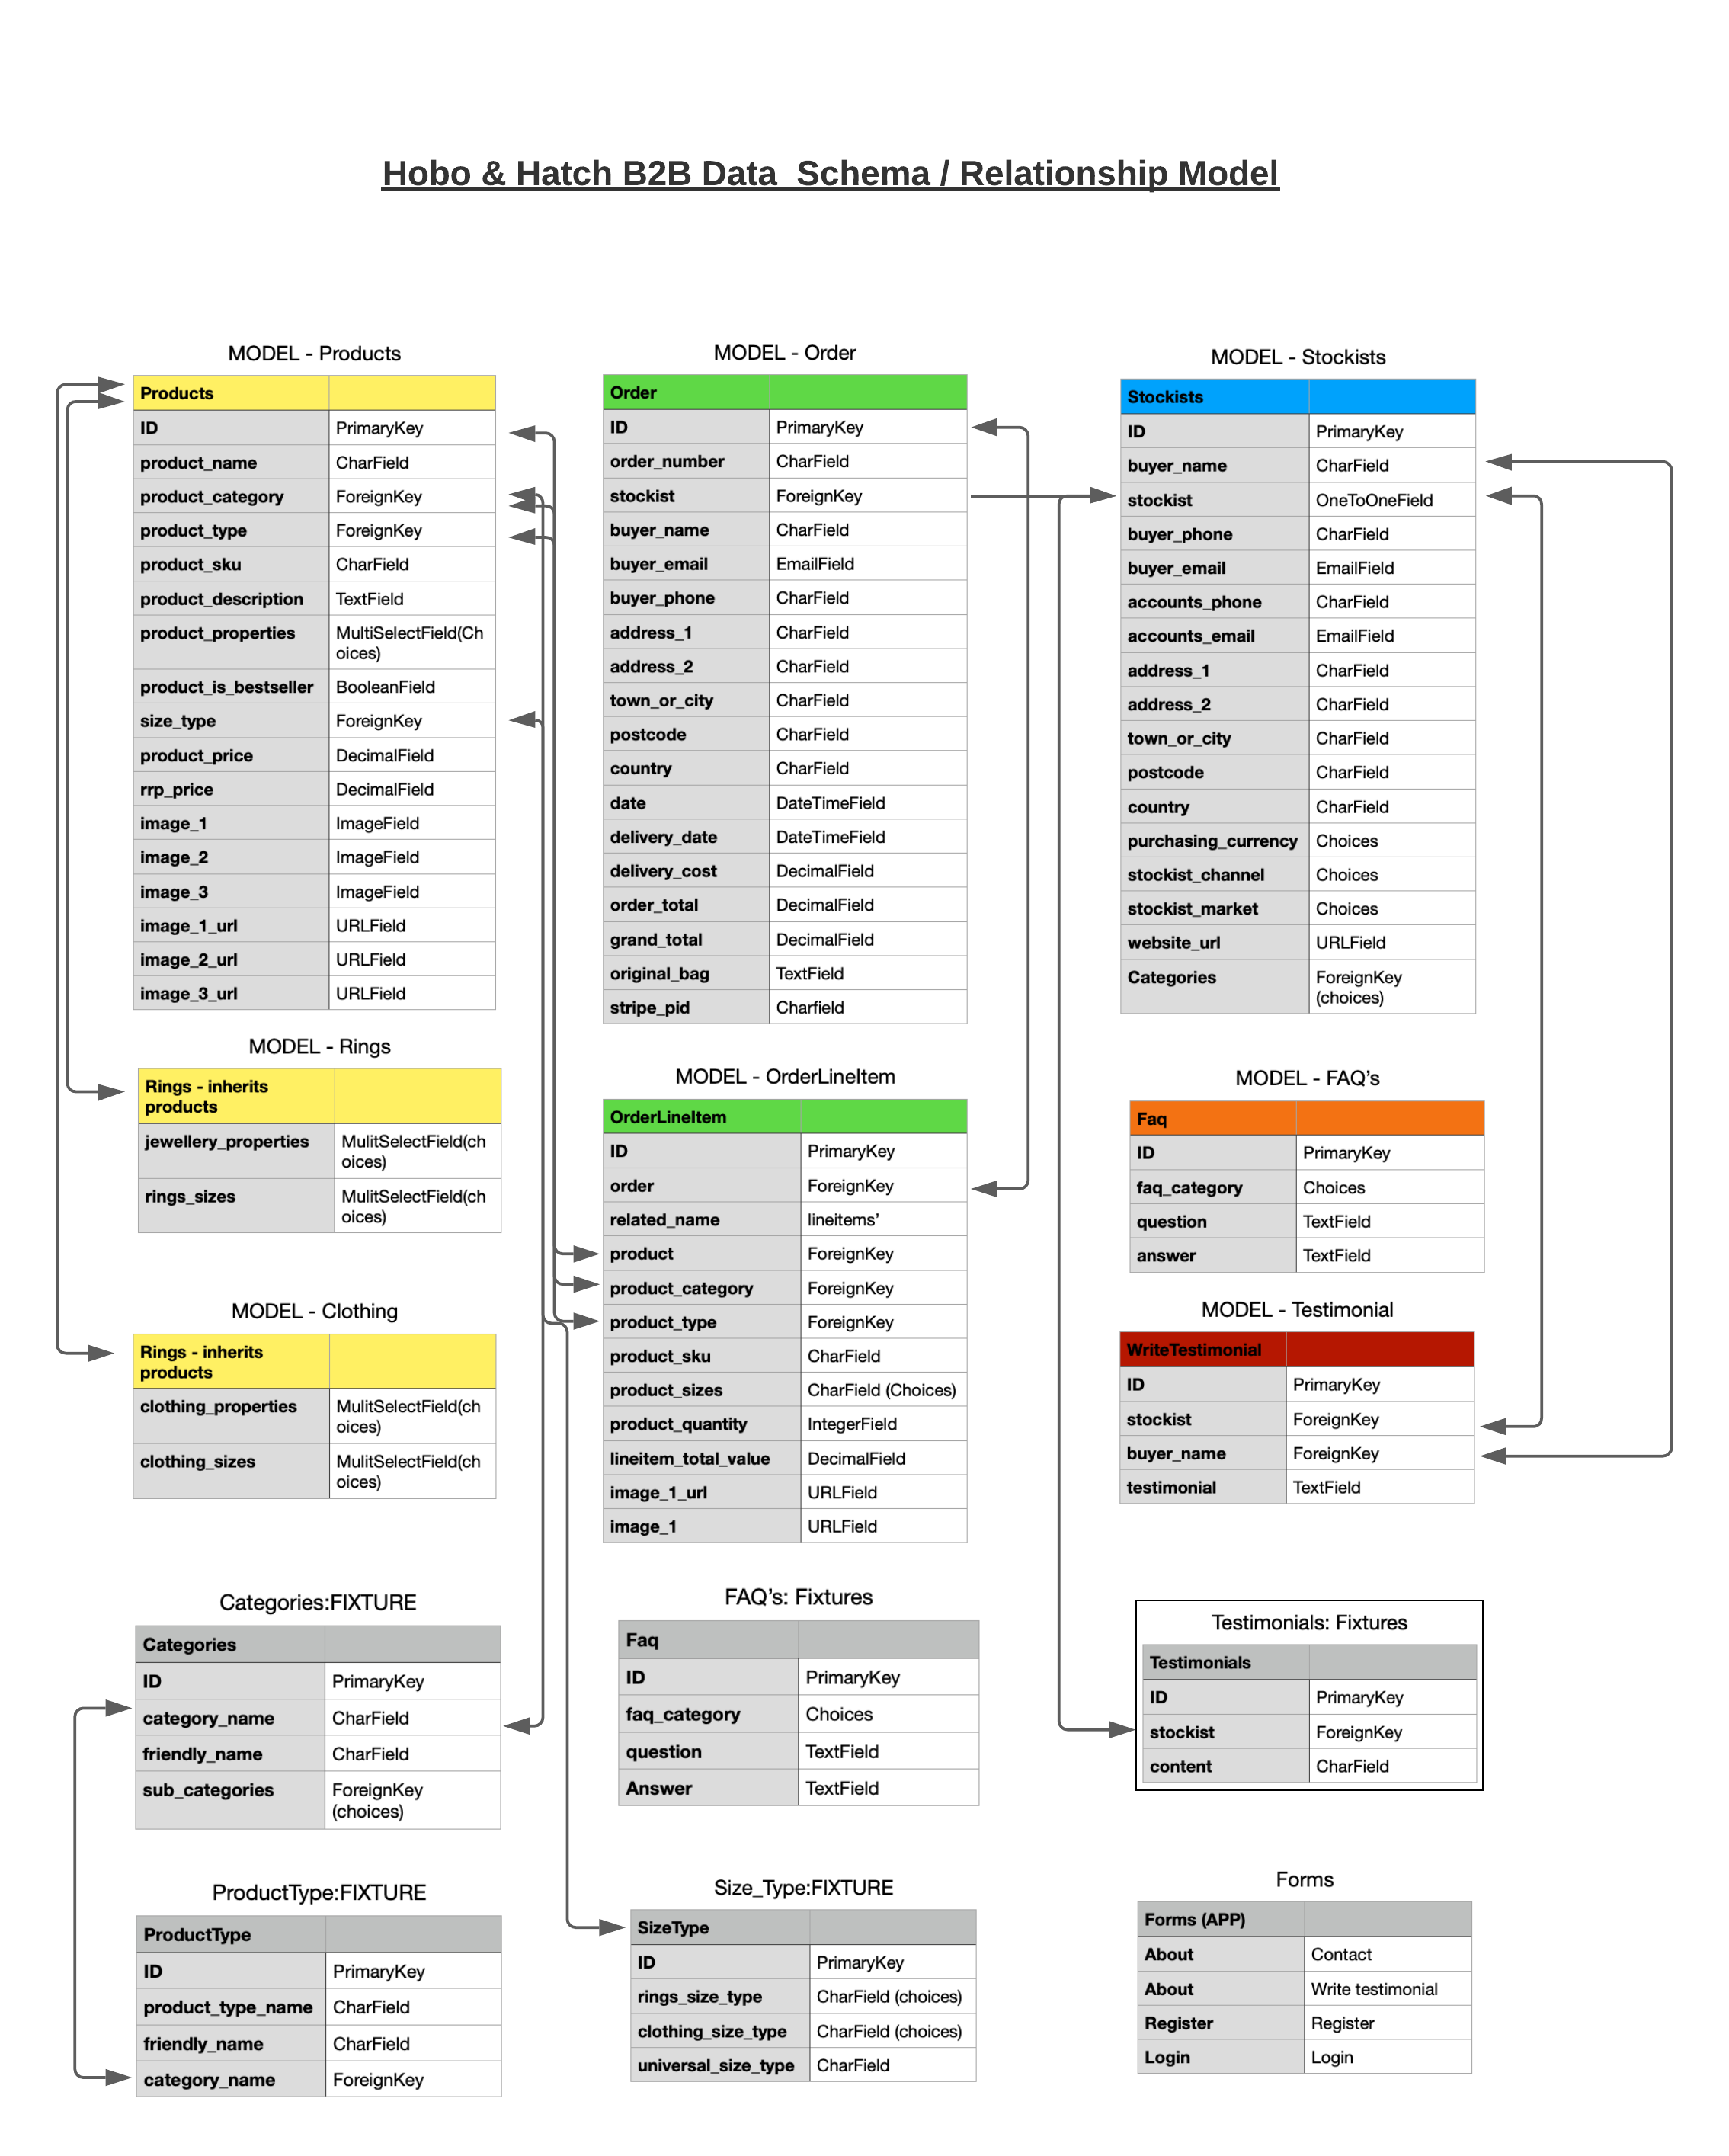 Hobo & Hatch B2B Data  Schema / Relationship Model
MODEL - Products
Products
ID PrimaryKey
product_name CharField
product_category ForeignKey
product_type ForeignKey
product_sku CharField
product_description TextField
product_properties MultiSelectField(Ch
oices)
product_is_bestseller BooleanField
size_type ForeignKey
product_price DecimalField
rrp_price DecimalField
image_1 ImageField
image_2 ImageField
image_3 ImageField
image_1_url URLField
image_2_url URLField
image_3_url URLField
MODEL - Rings
Rings - inherits
products
jewellery_properties MulitSelectField(ch
oices)
rings_sizes MulitSelectField(ch
oices)
MODEL - Clothing
Rings - inherits
products
clothing_properties MulitSelectField(ch
oices)
clothing_sizes MulitSelectField(ch
oices)
Categories:FIXTURE
Categories
ID PrimaryKey
category_name CharField
friendly_name CharField
sub_categories ForeignKey
(choices)
ProductType:FIXTURE
ProductType
ID PrimaryKey
product_type_name CharField
friendly_name CharField
category_name ForeignKey
MODEL - Order
Order
ID PrimaryKey
order_number CharField
stockist ForeignKey
buyer_name CharField
buyer_email EmailField
buyer_phone CharField
address_1 CharField
address_2 CharField
town_or_city CharField
postcode CharField
country CharField
date DateTimeField
delivery_date DateTimeField
delivery_cost DecimalField
order_total DecimalField
grand_total DecimalField
original_bag TextField
stripe_pid Charfield
MODEL - OrderLineItem
OrderLineItem
ID PrimaryKey
order ForeignKey
related_name lineitems’
product ForeignKey
product_category ForeignKey
product_type ForeignKey
product_sku CharField
product_sizes CharField (Choices)
product_quantity IntegerField
lineitem_total_value DecimalField
image_1_url URLField
image_1 URLField
FAQ’s: Fixtures
Faq
ID PrimaryKey
faq_category Choices
question TextField
Answer TextField
Size_Type:FIXTURE
SizeType
ID PrimaryKey
rings_size_type CharField (choices)
clothing_size_type CharField (choices)
universal_size_type CharField
MODEL - Stockists
Stockists
ID PrimaryKey
buyer_name CharField
stockist OneToOneField
buyer_phone CharField
buyer_email EmailField
accounts_phone CharField
accounts_email EmailField
address_1 CharField
address_2 CharField
town_or_city CharField
postcode CharField
country CharField
purchasing_currency Choices
stockist_channel Choices
stockist_market Choices
website_url URLField
Categories ForeignKey
(choices)
MODEL - FAQ’s
Faq
ID PrimaryKey
faq_category Choices
question TextField
answer TextField
MODEL - Testimonial
WriteTestimonial
ID PrimaryKey
stockist ForeignKey
buyer_name ForeignKey
testimonial TextField
Testimonials: Fixtures
Testimonials
ID PrimaryKey
stockist ForeignKey
content CharField
Forms
Forms (APP)
About Contact
About Write testimonial
Register Register
Login Login